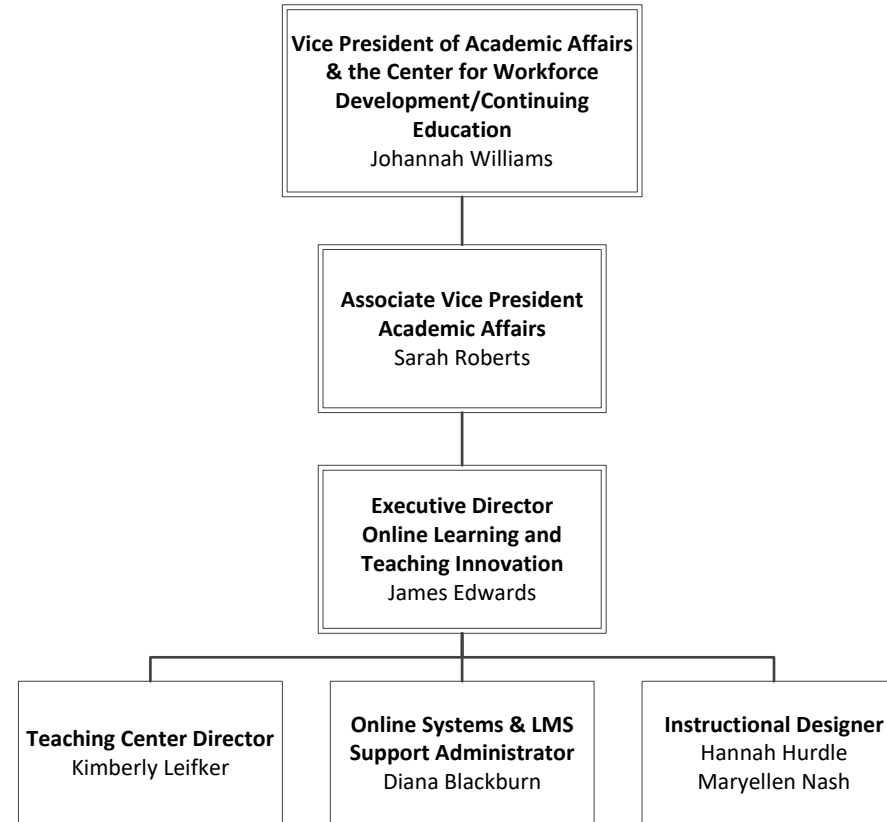 Vice President of Academic Affairs
& the Center for Workforce
Development/Continuing
Education
Johannah Williams
Associate Vice President
Academic Affairs
Sarah Roberts
Executive Director
Online Learning and
Teaching Innovation
James Edwards
Teaching Center Director
Kimberly Leifker
Online Systems & LMS
Support Administrator
Diana Blackburn
Instructional Designer
Hannah Hurdle
Maryellen Nash